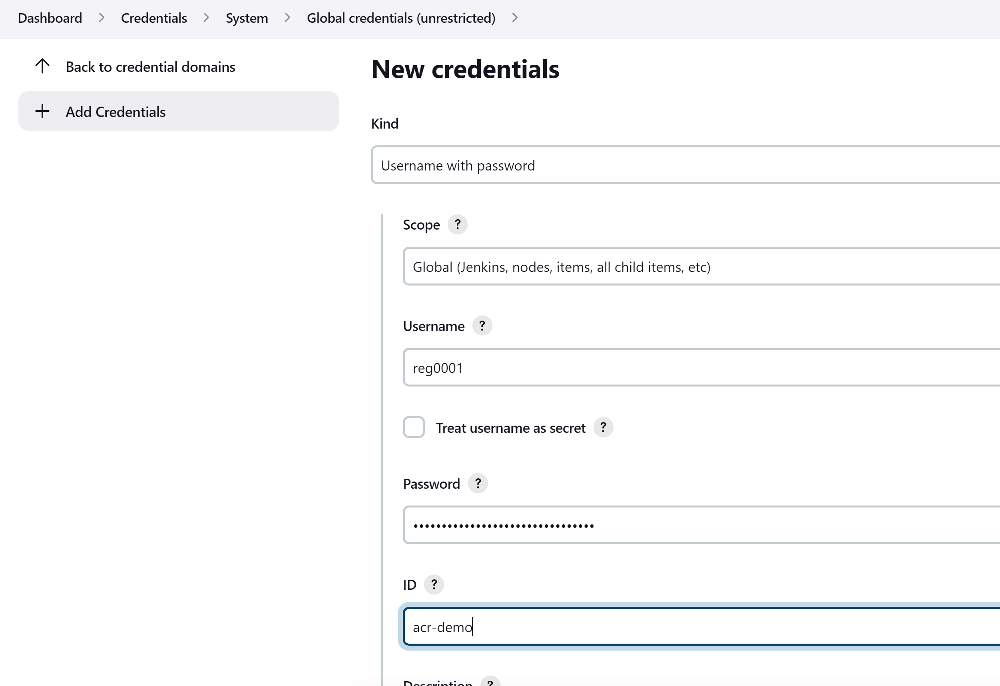 Dashboard > Credentials > System > Global credentials (unrestricted) >
Back to credential domains
Add Credentials
New credentials
Kind
Username with password
Scope ?
Global (Jenkins, nodes, items, all child items, etc)
Username ?
reg0001
Treat username as secret ?
Password ?
••••••••••••••••••••••••••••••••
ID ?
acr-demo
Description ?